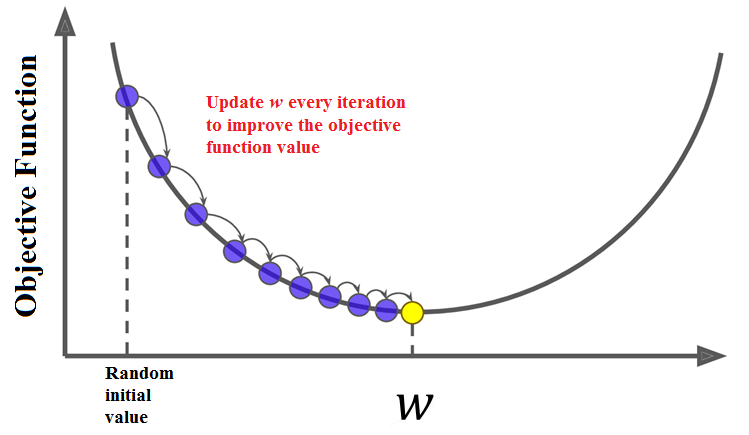 Objective Function
Update w every iteration
to improve the objective
function value
Random
initial
value
w